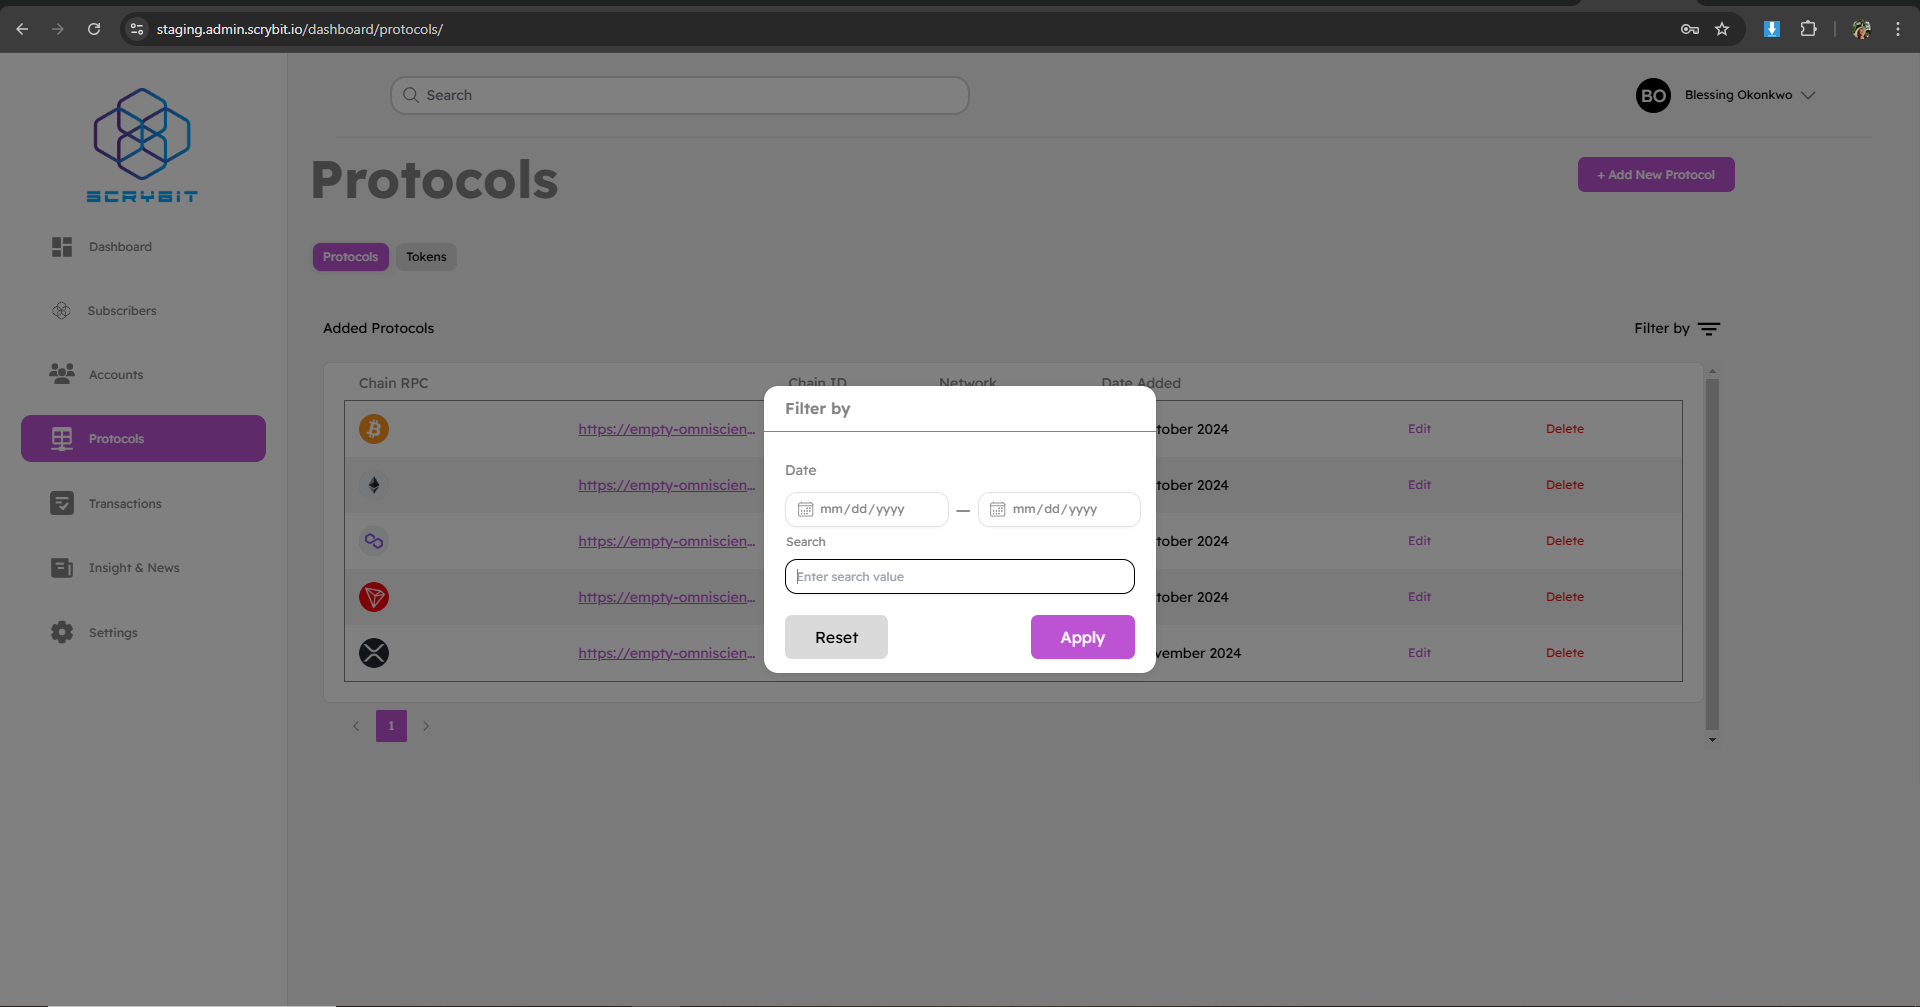 staging.admin.scrybit.io/dashboard/protocols/
SCRYBIT
Search
BO Blessing Okonkwo
Protocols
+ Add New Protocol
Protocols Tokens
Dashboard
Subscribers
Accounts
Protocols
Transactions
Insight & News
Settings
Added Protocols
Filter by
Chain RPC Chain ID Network Date Added
https://empty-omniscien... tober 2024 Edit Delete
https://empty-omniscien... tober 2024 Edit Delete
https://empty-omniscien... tober 2024 Edit Delete
https://empty-omniscien... tober 2024 Edit Delete
https://empty-omniscien... vember 2024 Edit Delete
1
Filter by
Date
mm/dd/yyyy — mm/dd/yyyy
Search
Enter search value
Reset Apply